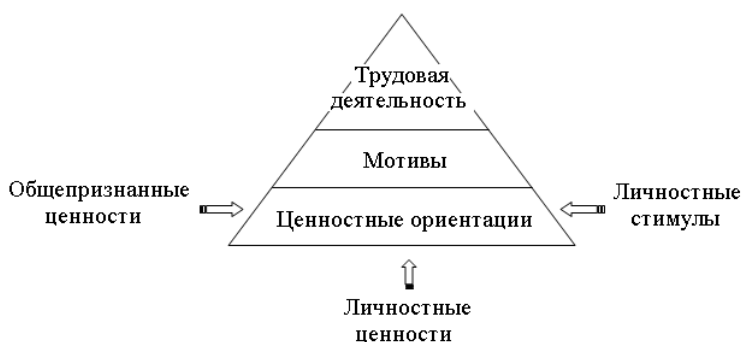 Трудовая
деятельность
Мотивы
Общепризнанные
ценности
Ценностные ориентации
Личностные
стимулы
Личностные
ценности